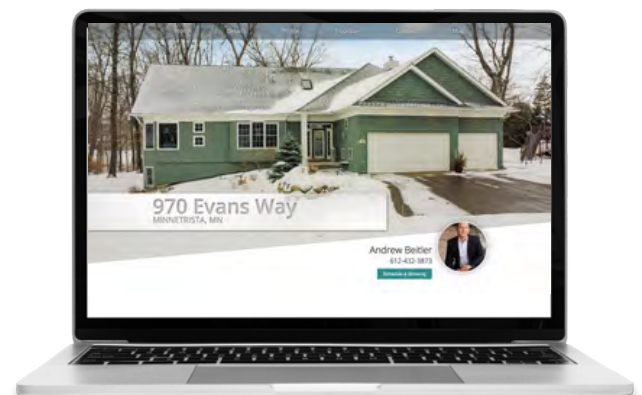 970 Evans Way
MINNETRISTA, MN
Andrew Beitler
612-432-3873
Schedule a Showing